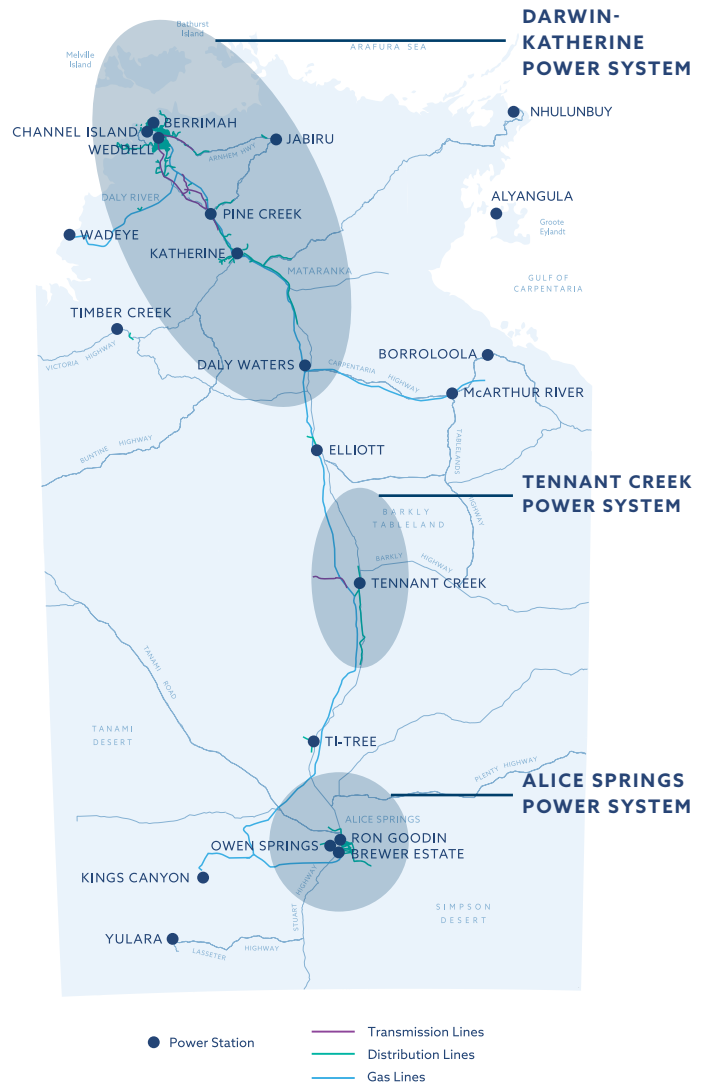 DARWIN-
KATHERINE
POWER SYSTEM
Bathurst
Island
ARAFURA SEA
Melville
Island
NHULUNBUY
BERRIMAH
CHANNEL ISLAND
WEDDELL
JABIRU
ARNHEM HWY
DALY RIVER
ALYANGULA
PINE CREEK
Groote
Eylandt
WADEYE
KATHERINE
MATARANKA
GULF OF
CARPENTARIA
TIMBER CREEK
VICTORIA HIGHWAY
BORROLOOLA
DALY WATERS
CARPENTARIA HIGHWAY
McARTHUR RIVER
BUNTINE HIGHWAY
ELLIOTT
TABLELANDS HIGHWAY
TENNANT CREEK
POWER SYSTEM
BARKLY
TABLELAND
BARKLY HIGHWAY
TENNANT CREEK
TANAMI ROAD
TANAMI
DESERT
TI-TREE
PLENTY HIGHWAY
ALICE SPRINGS
POWER SYSTEM
ALICE SPRINGS
RON GOODIN
OWEN SPRINGS
BREWER ESTATE
KINGS CANYON
STUART HIGHWAY
SIMPSON
DESERT
YULARA
LASSETER HIGHWAY
Power Station
Transmission Lines
Distribution Lines
Gas Lines